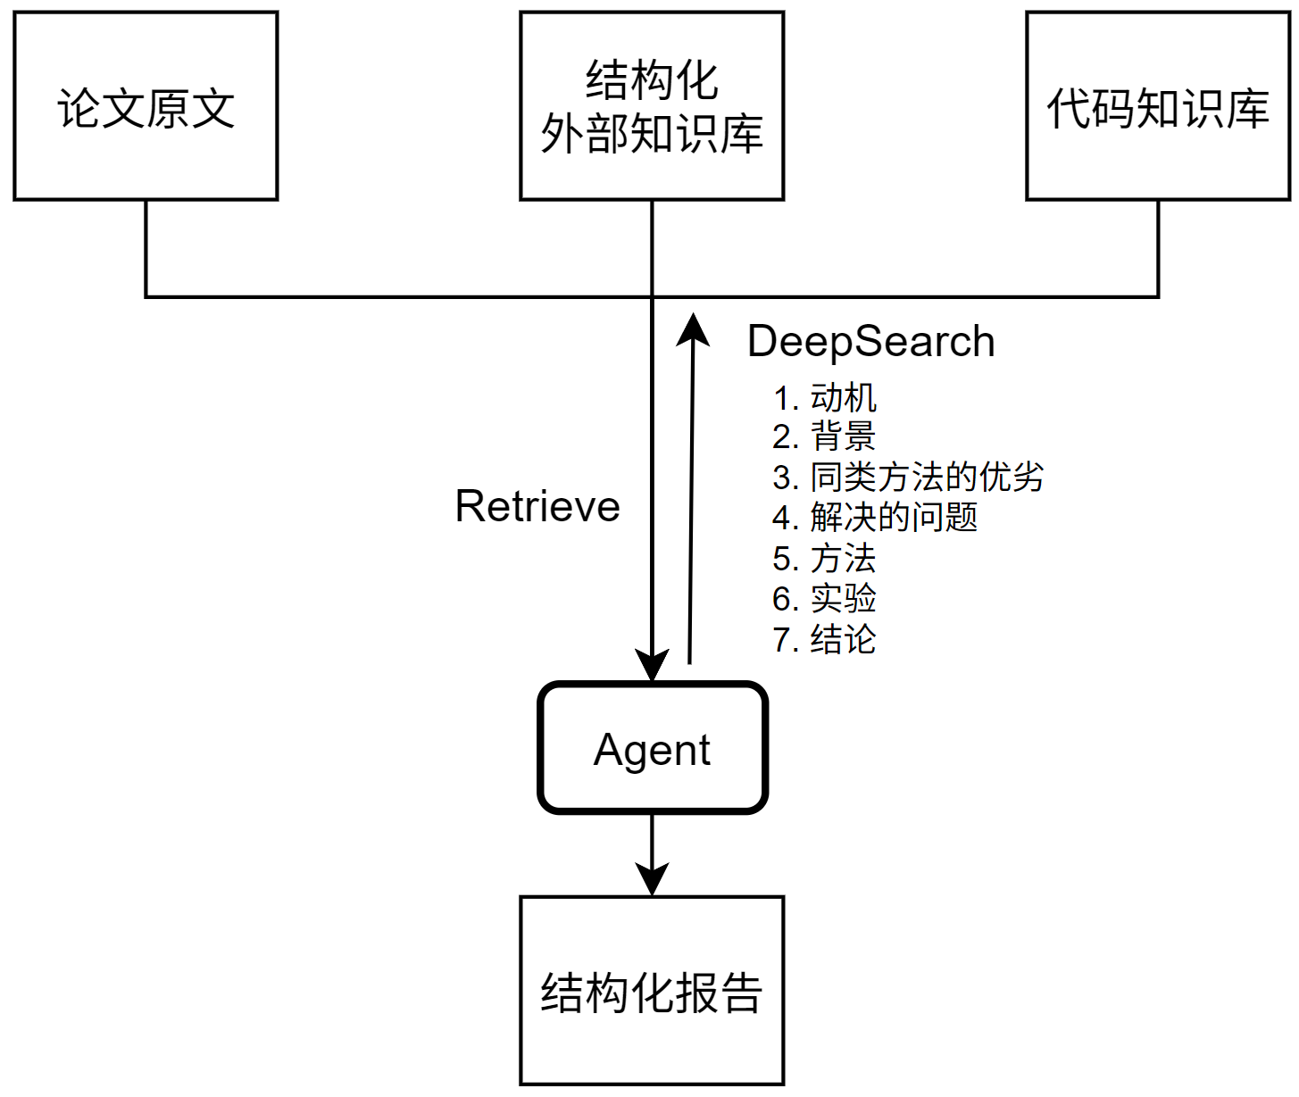 论文原文
结构化
外部知识库
代码知识库
DeepSearch
1. 动机
2. 背景
3. 同类方法的优劣
4. 解决的问题
5. 方法
6. 实验
7. 结论
Retrieve
Agent
结构化报告